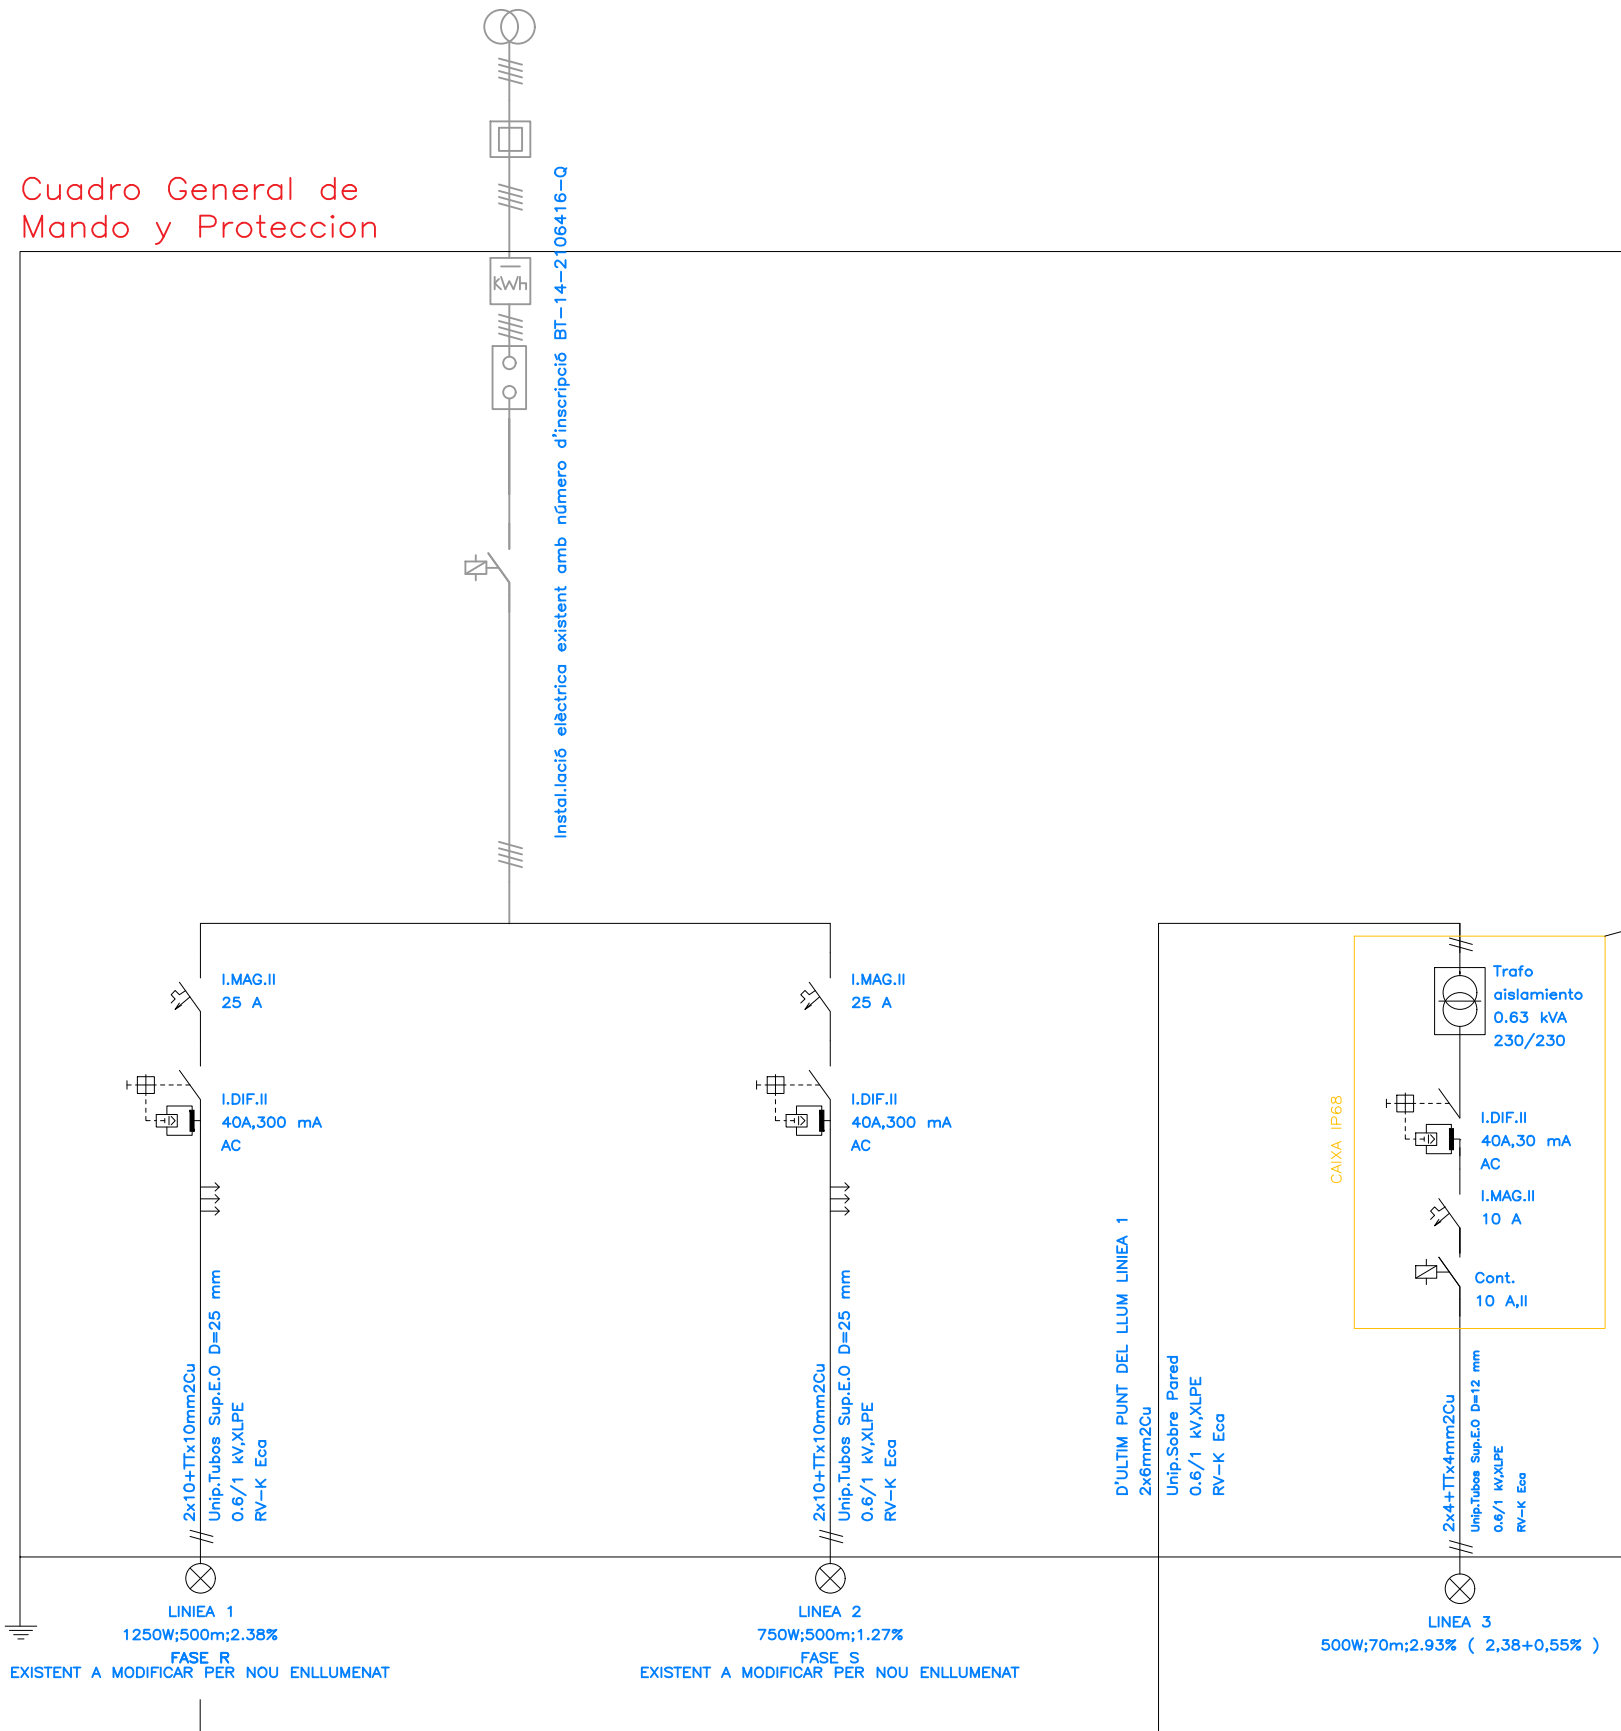 Cuadro General de
Mando y Proteccion
KWh
Instal.lació elèctrica existent amb número d'inscripció BT-14-2106416-Q
I.MAG.II
25 A
I.DIF.II
40A,300 mA
AC
2x10+TTx10mm2Cu
Unip.Tubos Sup.E.O D=25 mm
0.6/1 kV,XLPE
RV-K Eca
LINIEA 1
1250W;500m;2.38%
FASE R
EXISTENT A MODIFICAR PER NOU ENLLUMENAT
I.MAG.II
25 A
I.DIF.II
40A,300 mA
AC
2x10+TTx10mm2Cu
Unip.Tubos Sup.E.O D=25 mm
0.6/1 kV,XLPE
RV-K Eca
LINEA 2
750W;500m;1.27%
FASE S
EXISTENT A MODIFICAR PER NOU ENLLUMENAT
D'ULTIM PUNT DEL LLUM LINIEA 1
2x6mm2Cu
Unip.Sobre Pared
0.6/1 kV,XLPE
RV-K Eca
CAIXA IP68
Trafo
aislamiento
0.63 kVA
230/230
I.DIF.II
40A,30 mA
AC
I.MAG.II
10 A
Cont.
10 A,II
2x4+TTx4mm2Cu
Unip.Tubos Sup.E.O D=12 mm
0.6/1 kV,XLPE
RV-K Eca
LINEA 3
500W;70m;2.93% ( 2,38+0,55% )